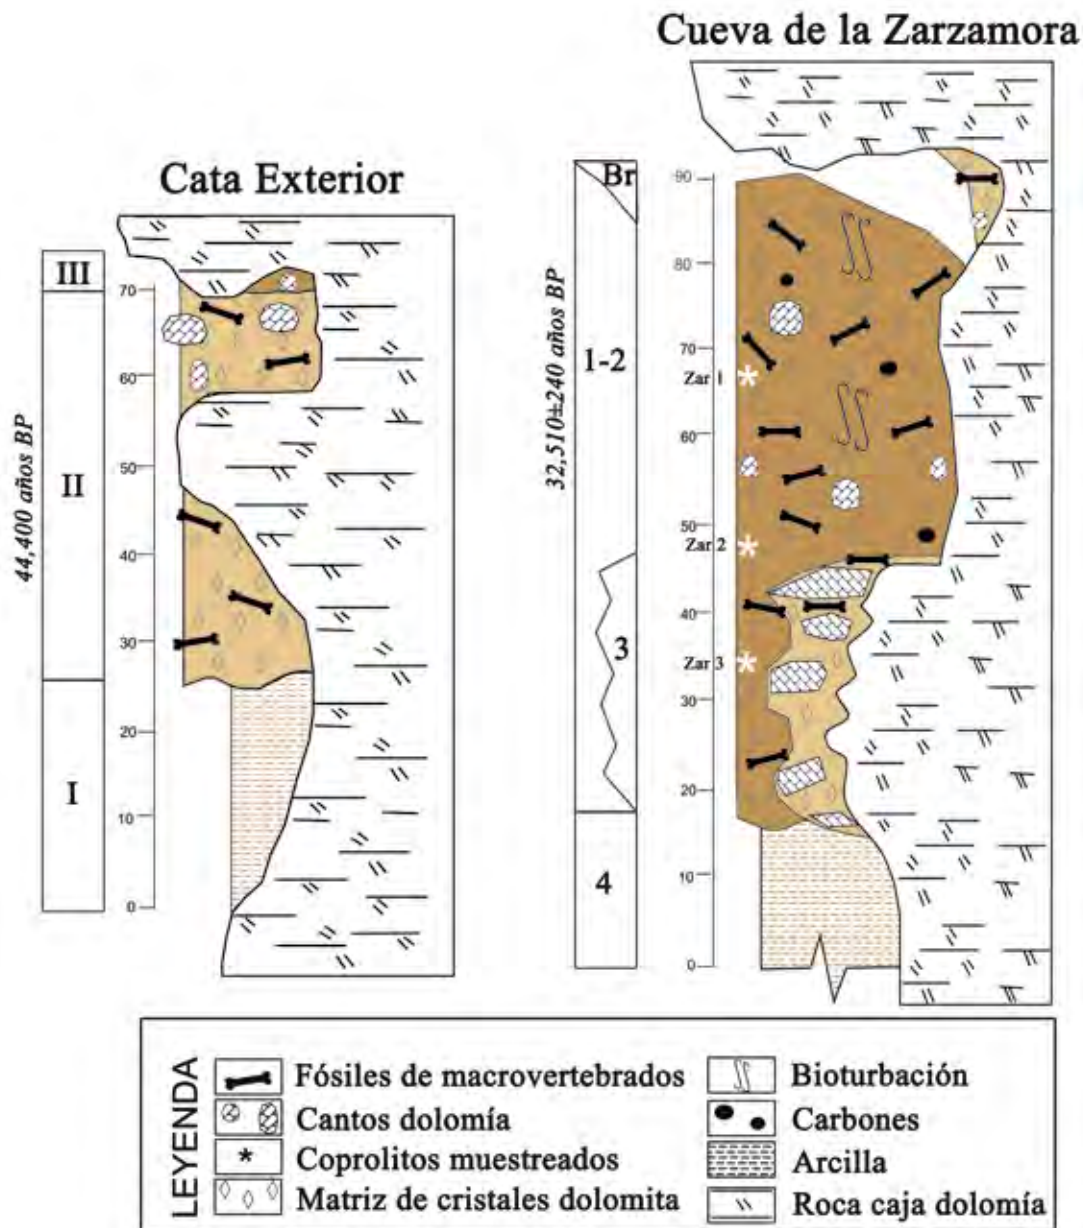 Cueva de la Zarzamora
Cata Exterior
III
II
I
44,400 años BP
70
60
50
40
30
20
10
0
Br
1-2
3
4
32,510±240 años BP
90
80
70
Zar 1
60
50
Zar 2
40
Zar 3
30
20
10
0
LEYENDA
Fósiles de macrovertebrados
Cantos dolomía
Coprolitos muestreados
Matriz de cristales dolomita
Bioturbación
Carbones
Arcilla
Roca caja dolomía